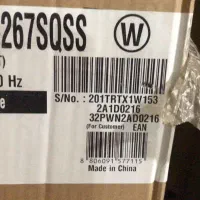 267SQSS
W
T)
0 Hz
e
S/No. : 201TRTX1W153
2A1D0216
32PWN2AD0216
(For Customer) EAN
8 806091 577115
Made in China